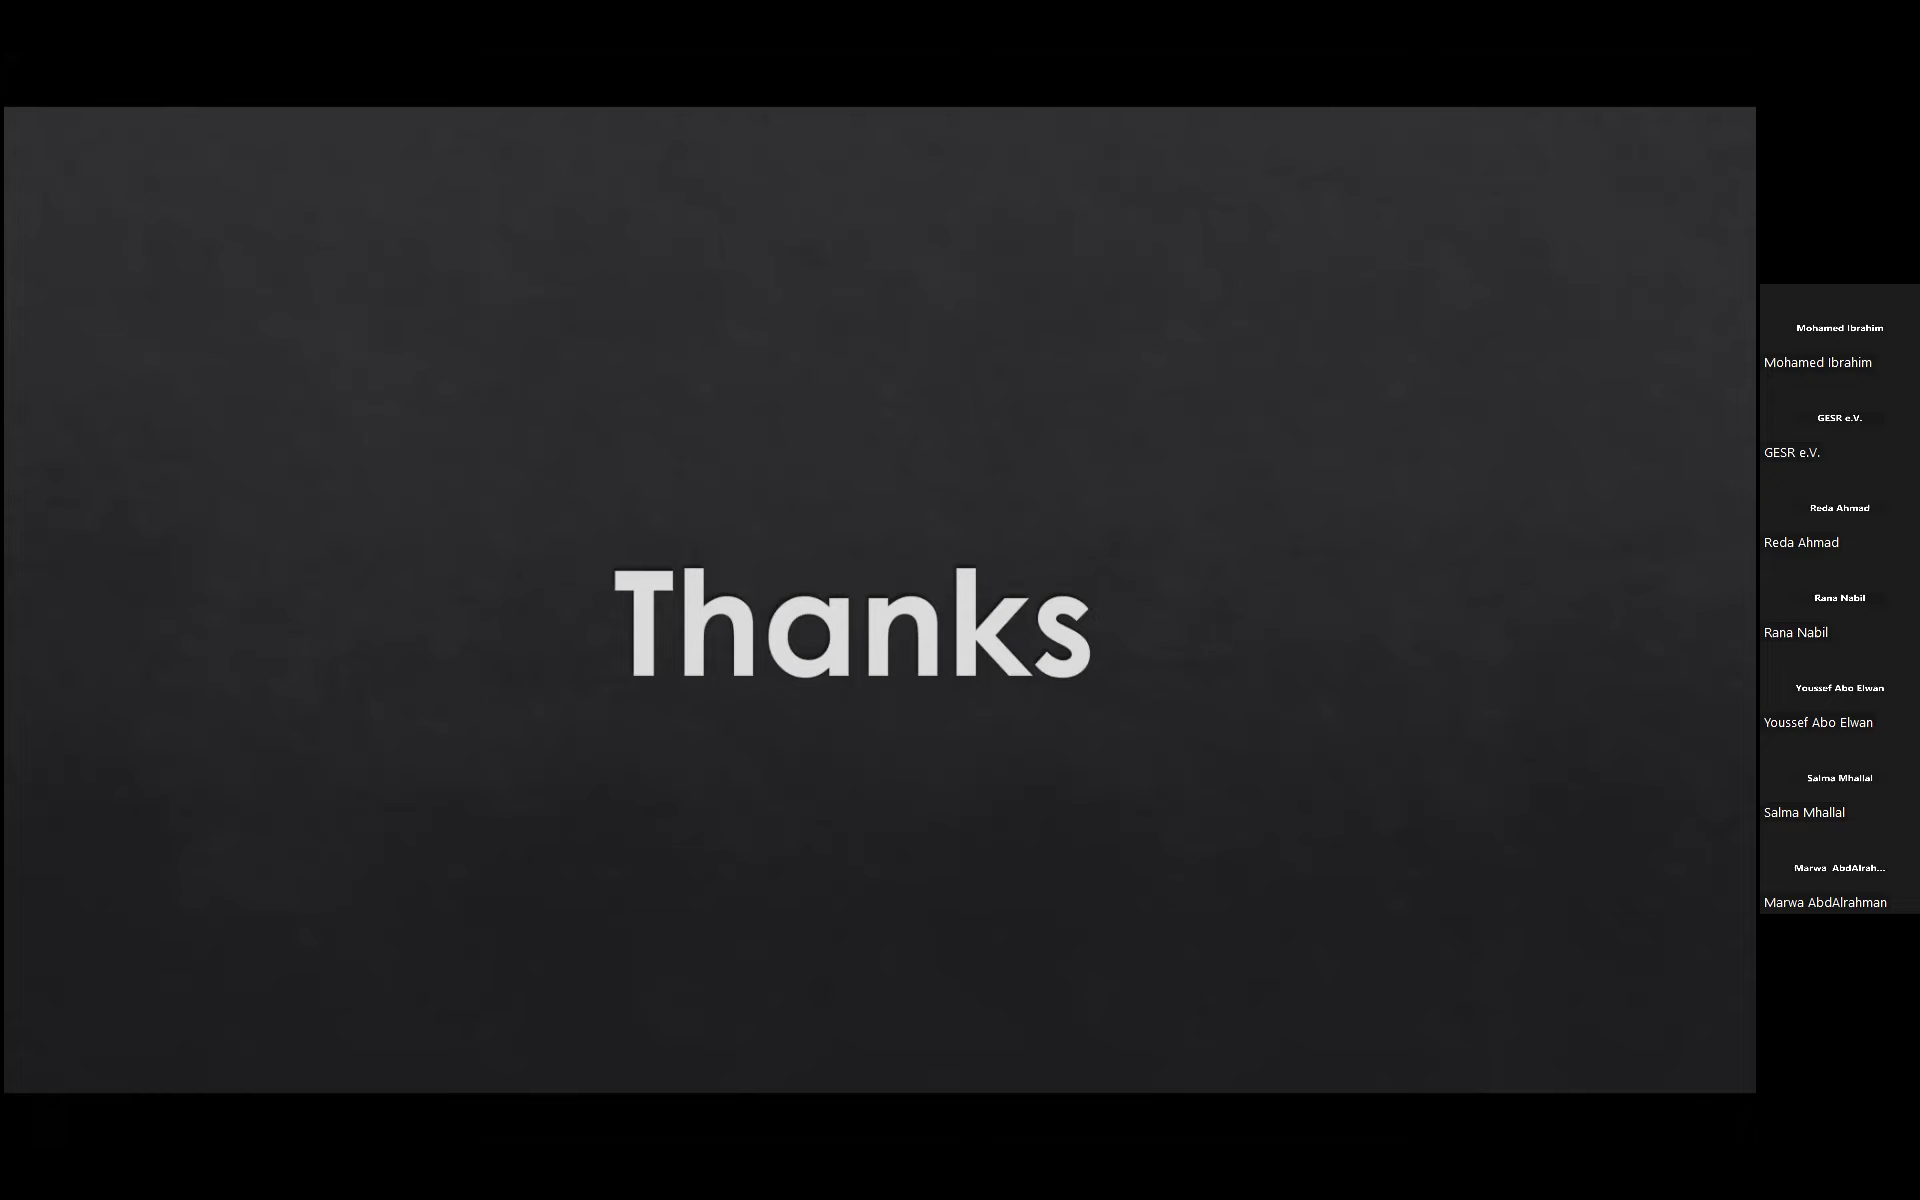 Thanks
Mohamed Ibrahim
Mohamed Ibrahim
GESR e.V.
GESR e.V.
Reda Ahmad
Reda Ahmad
Rana Nabil
Rana Nabil
Youssef Abo Elwan
Youssef Abo Elwan
Salma Mhallal
Salma Mhallal
Marwa AbdAlrah...
Marwa AbdAlrahman